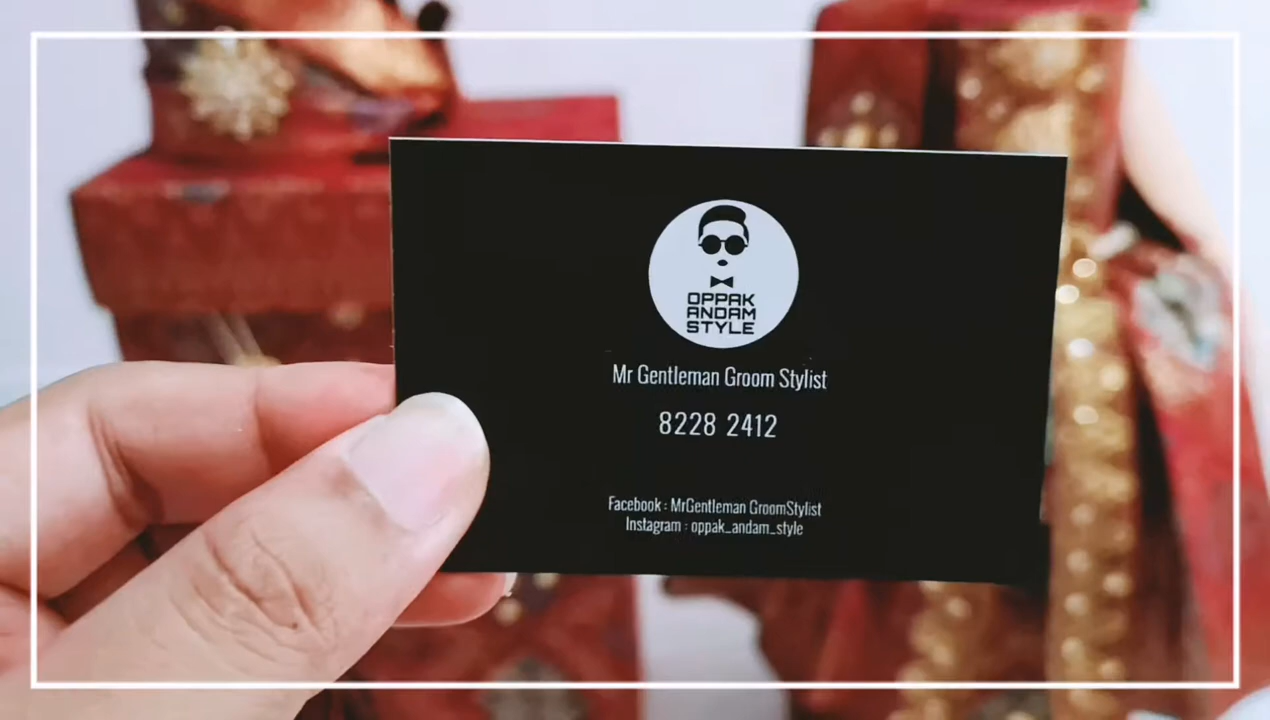 OPPAK
ANDAM
STYLE
Mr Gentleman Groom Stylist
8228 2412
Facebook : MrGentleman GroomStylist
Instagram : oppak_andam_style